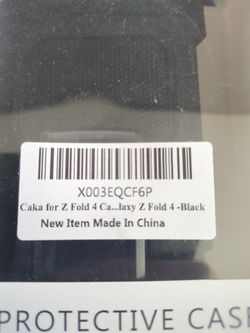 X003EQCF6P
Caka for Z Fold 4 Ca...laxy Z Fold 4 -Black
New Item Made In China
PROTECTIVE CAS